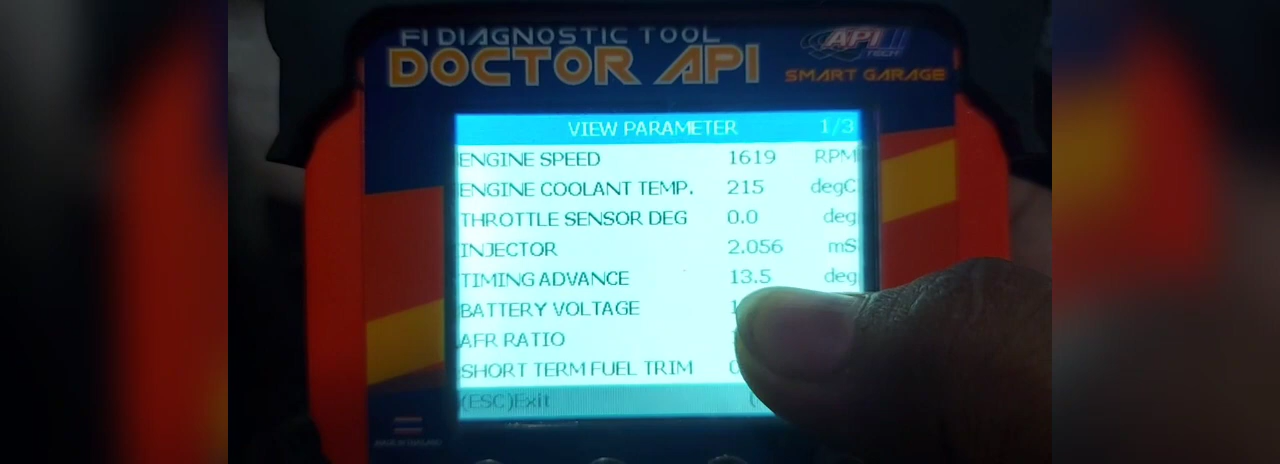 FI DIAGNOSTIC TOOL
DOCTOR API
API
TECH
SMART GARAGE
VIEW PARAMETER 1/3
ENGINE SPEED 1619 RPM
ENGINE COOLANT TEMP. 215 degC
THROTTLE SENSOR DEG 0.0 deg
INJECTOR 2.056 mS
TIMING ADVANCE 13.5 deg
BATTERY VOLTAGE
AFR RATIO
SHORT TERM FUEL TRIM
(ESC)Exit